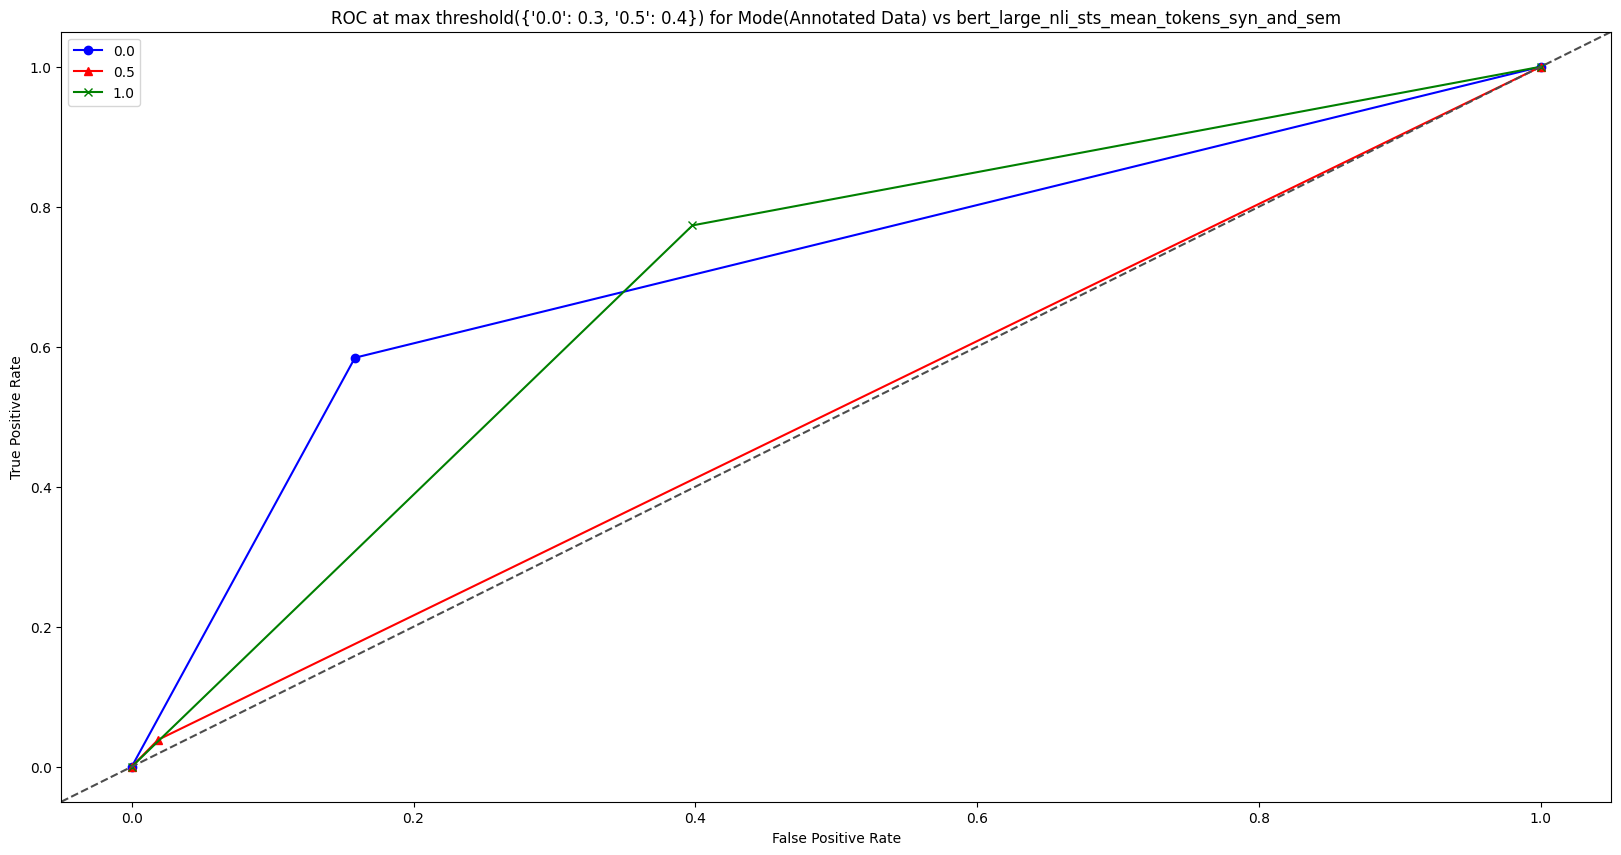 ROC at max threshold({'0.0': 0.3, '0.5': 0.4}) for Mode(Annotated Data) vs bert_large_nli_sts_mean_tokens_syn_and_sem
0.0
0.5
1.0
1.0
0.8
0.6
0.4
0.2
0.0
True Positive Rate
0.0 0.2 0.4 0.6 0.8 1.0
False Positive Rate